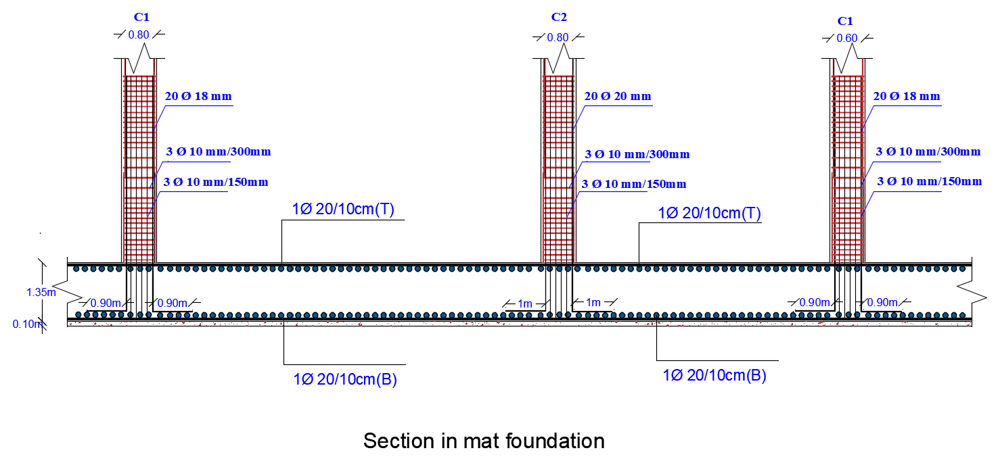 C1
C2
C1
0.80
0.80
0.60
20 Ø 18 mm
20 Ø 20 mm
20 Ø 18 mm
3 Ø 10 mm/300mm
3 Ø 10 mm/300mm
3 Ø 10 mm/300mm
3 Ø 10 mm/150mm
3 Ø 10 mm/150mm
3 Ø 10 mm/150mm
1Ø 20/10cm(T)
1Ø 20/10cm(T)
1.35m
0.90m
0.90m
1m
1m
0.90m
0.90m
0.10m
1Ø 20/10cm(B)
1Ø 20/10cm(B)
Section in mat foundation